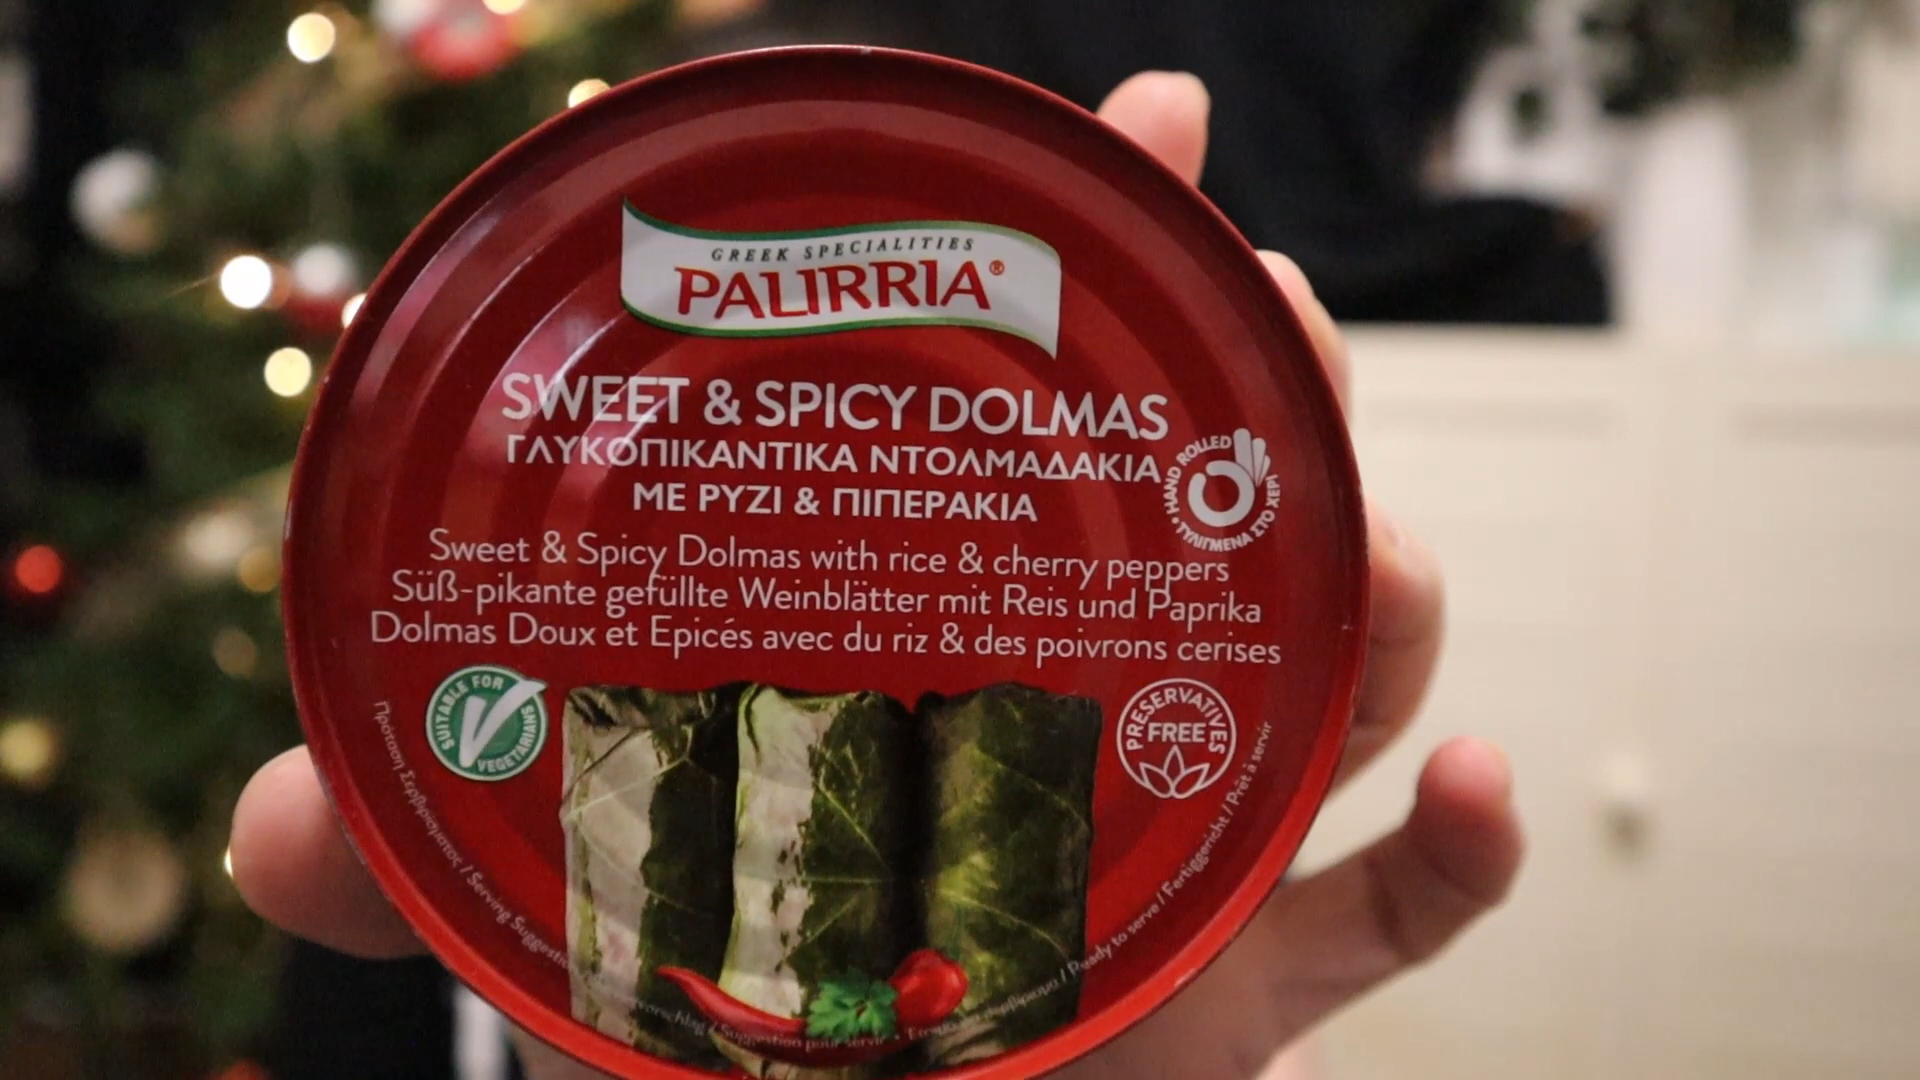 GREEK SPECIALITIES
PALIRRIA®
SWEET & SPICY DOLMAS
ΓΛΥΚΟΠΙΚΑΝΤΙΚΑ ΝΤΟΛΜΑΔΑΚΙΑ
ΜΕ ΡΥΖΙ & ΠΙΠΕΡΑΚΙΑ
HAND ROLLED • ΤΥΛΙΓΜΕΝΑ ΣΤΟ ΧΕΡΙ
Sweet & Spicy Dolmas with rice & cherry peppers
Süß-pikante gefüllte Weinblätter mit Reis und Paprika
Dolmas Doux et Epicés avec du riz & des poivrons cerises
SUITABLE FOR VEGETARIANS
PRESERVATIVES
FREE
Πρόταση Σερβιρίσματος / Serving / Suggestion pour servir • / Ready to serve / Fertiggericht / Prêt à servir